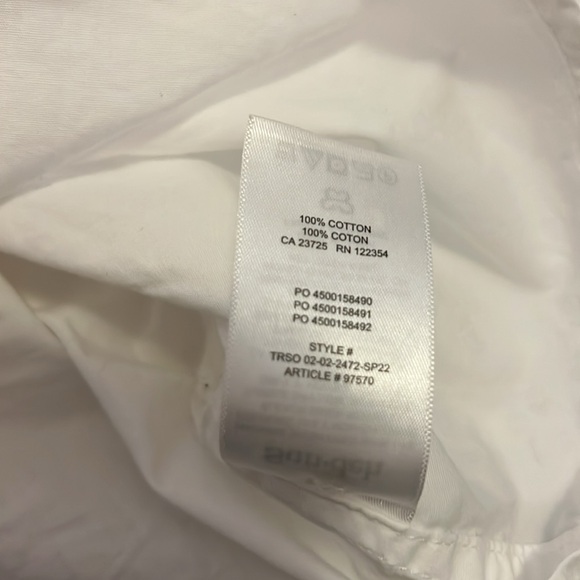 100% COTTON
100% COTON
CA 23725 RN 122354
PO 4500158490
PO 4500158491
PO 4500158492
STYLE #
TRSO 02-02-2472-SP22
ARTICLE # 97570